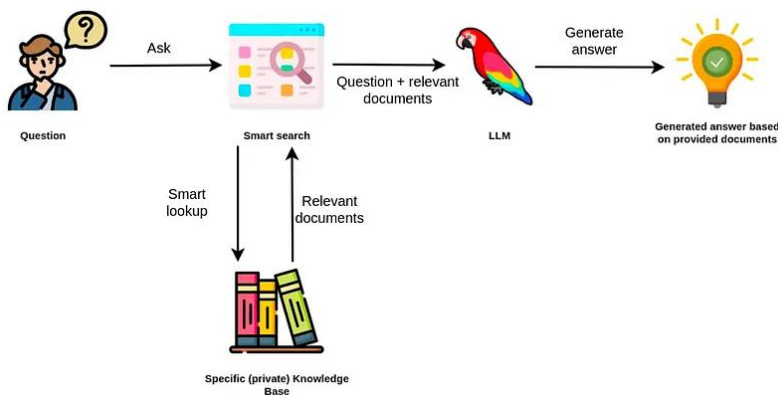 ?
Ask
Generate
answer
Question + relevant
documents
Question
Smart search
LLM
Generated answer based
on provided documents
Smart
lookup
Relevant
documents
Specific (private) Knowledge
Base